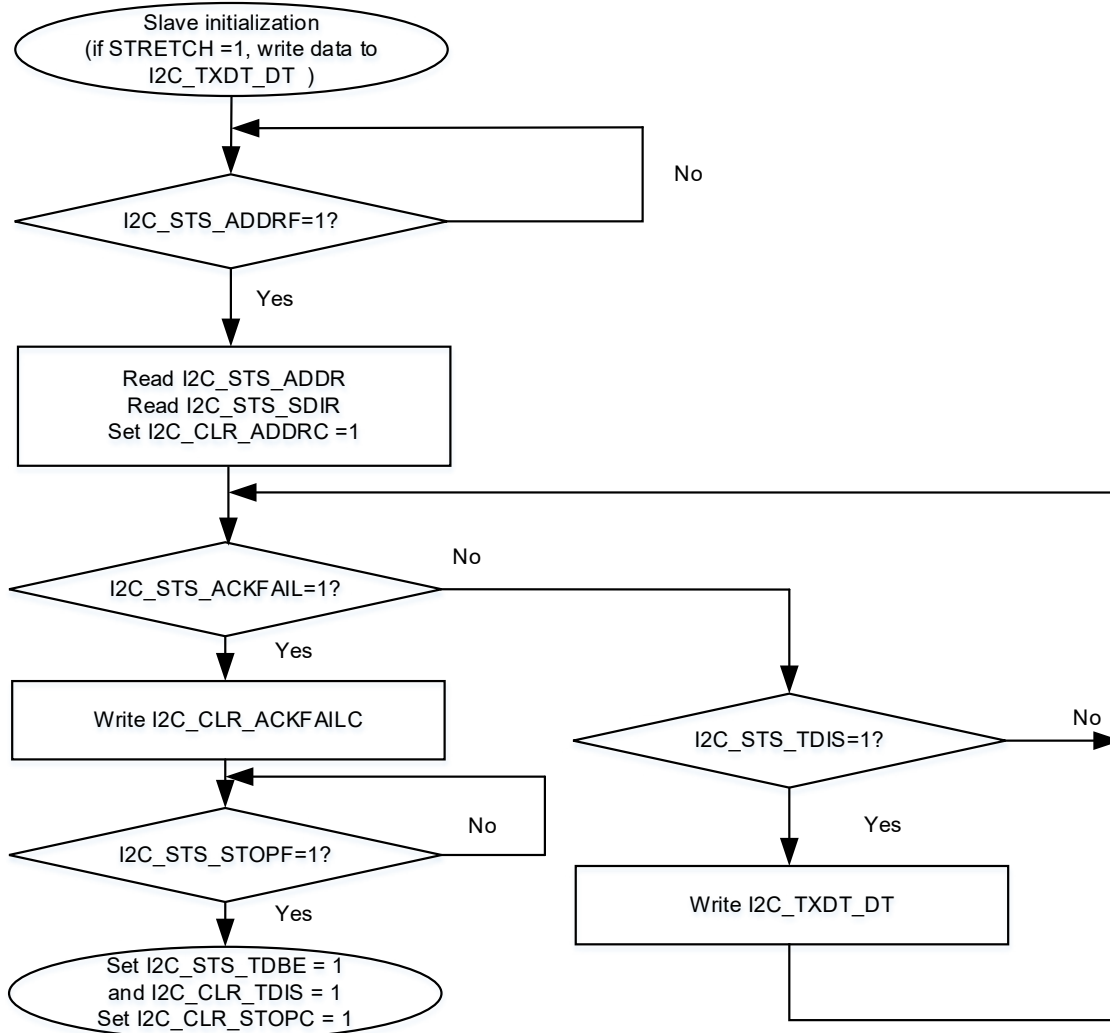 Slave initialization
(if STRETCH =1, write data to
I2C_TXDT_DT )
No
I2C_STS_ADDRF=1?
Yes
Read I2C_STS_ADDR
Read I2C_STS_SDIR
Set I2C_CLR_ADDRC =1
No
I2C_STS_ACKFAIL=1?
Yes
Write I2C_CLR_ACKFAILC
No
I2C_STS_TDIS=1?
No
I2C_STS_STOPF=1?
Yes
Write I2C_TXDT_DT
Yes
Set I2C_STS_TDBE = 1
and I2C_CLR_TDIS = 1
Set I2C_CLR_STOPC = 1